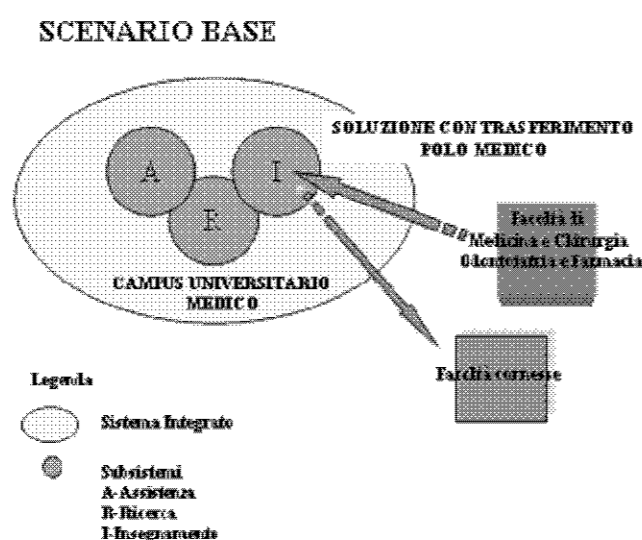 SCENARIO BASE
SOLUZIONE CON TRASFERIMENTO
POLO MEDICO
A
I
R
Facoltà di
Medicina e Chirurgia
Odontoiatria e Farmacia
CAMPUS UNIVERSITARIO
MEDICO
Facoltà connesse
Legenda
Sistema Integrato
Subsistemi
A-Assistenza
R-Ricerca
I-Insegnamento